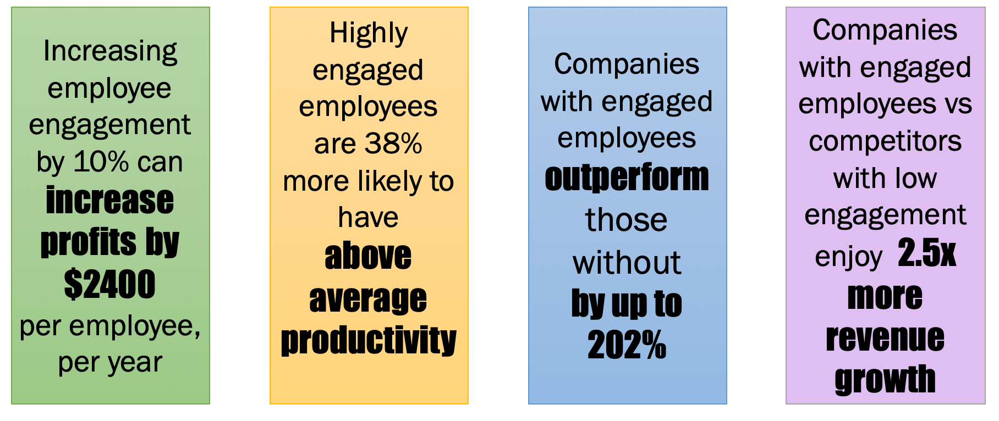 Increasing
employee
engagement
by 10% can
increase
profits by
$2400
per employee,
per year
Highly
engaged
employees
are 38%
more likely to
have
above
average
productivity
Companies
with engaged
employees
outperform
those
without
by up to
202%
Companies
with engaged
employees vs
competitors
with low
engagement
enjoy 2.5x
more
revenue
growth